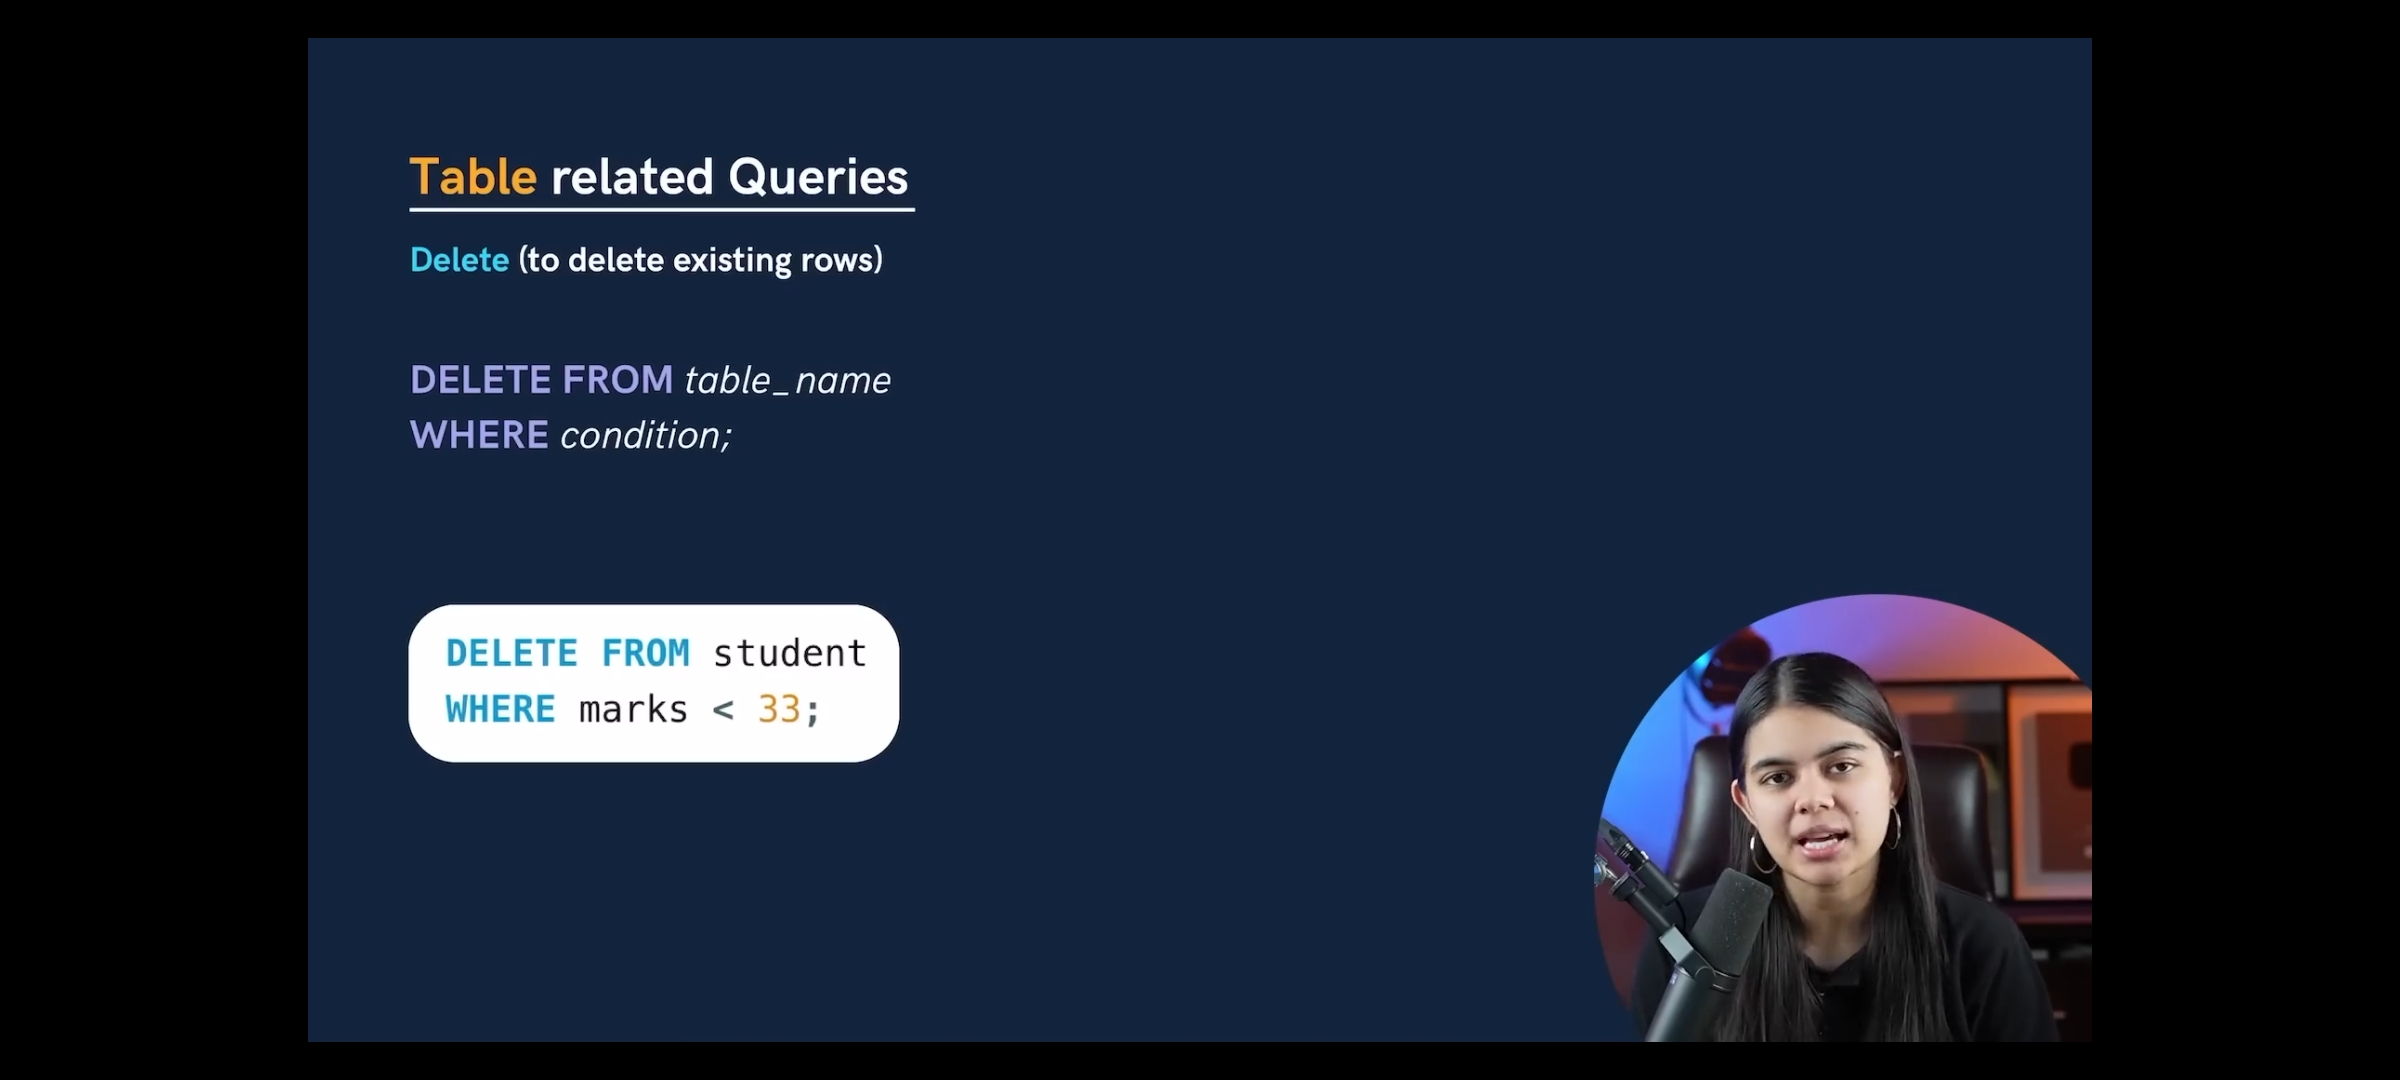 Table related Queries
Delete (to delete existing rows)
DELETE FROM table_name
WHERE condition;
DELETE FROM student
WHERE marks < 33;